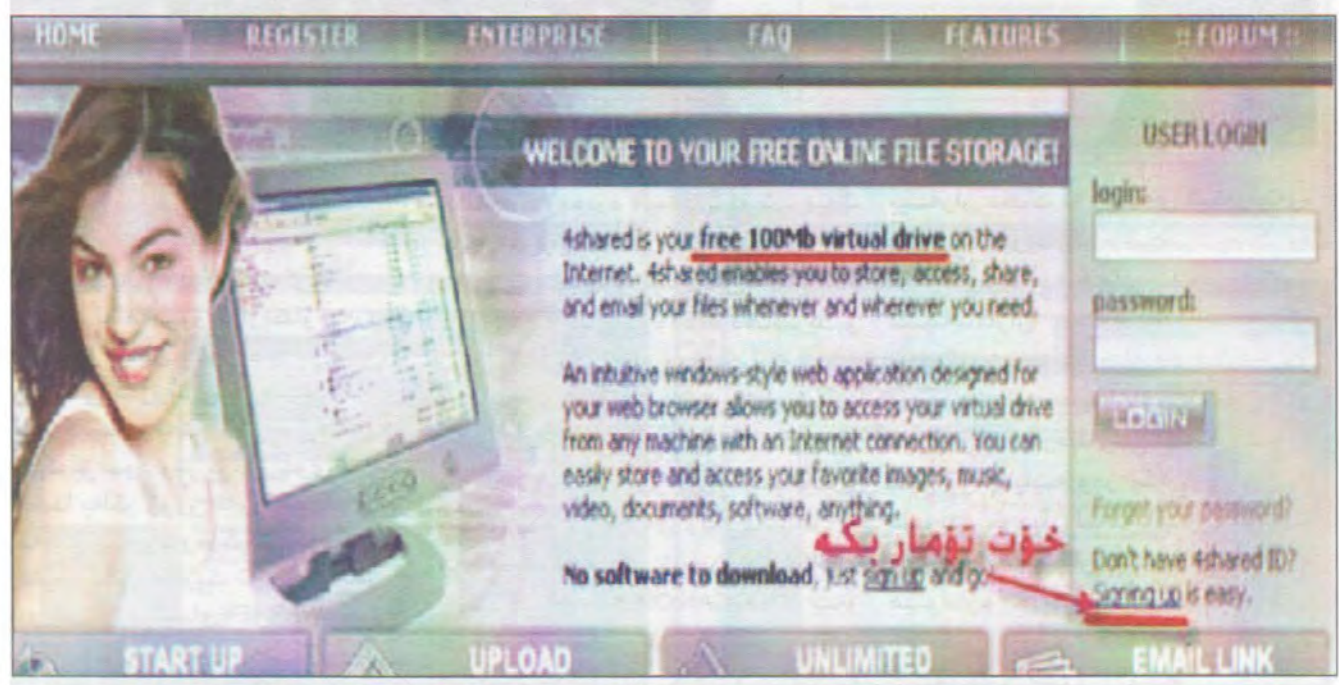 HOME REGISTER ENTERPRISE FAQ FEATURES :: FORUM ::
WELCOME TO YOUR FREE ONLINE FILE STORAGE!
4shared is your free 100Mb virtual drive on the
Internet. 4shared enables you to store, access, share,
and email your files whenever and wherever you need.
An intuitive windows-style web application designed for
your web browser allows you to access your virtual drive
from any machine with an Internet connection. You can
easily store and access your favorite images, music,
video, documents, software, anything.
خۆت تۆمار بکه
No software to download, just sign up and go
USER LOGIN
login:
password:
LOGIN
Forget your password?
Don't have 4shared ID?
Signing up is easy.
START UP UPLOAD UNLIMITED EMAIL LINK